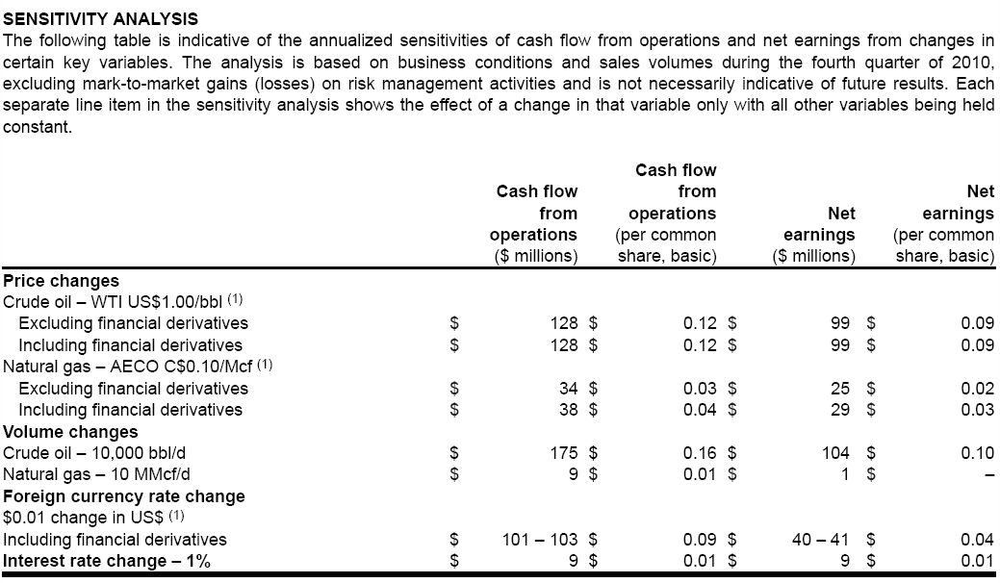 SENSITIVITY ANALYSIS
The following table is indicative of the annualized sensitivities of cash flow from operations and net earnings from changes in
certain key variables. The analysis is based on business conditions and sales volumes during the fourth quarter of 2010,
excluding mark-to-market gains (losses) on risk management activities and is not necessarily indicative of future results. Each
separate line item in the sensitivity analysis shows the effect of a change in that variable only with all other variables being held
constant.
Cash flow
Cash flow from Net
from operations Net earnings
operations (per common earnings (per common
($ millions) share, basic) ($ millions) share, basic)
Price changes
Crude oil – WTI US$1.00/bbl (1)
Excluding financial derivatives $ 128 $ 0.12 $ 99 $ 0.09
Including financial derivatives $ 128 $ 0.12 $ 99 $ 0.09
Natural gas – AECO C$0.10/Mcf (1)
Excluding financial derivatives $ 34 $ 0.03 $ 25 $ 0.02
Including financial derivatives $ 38 $ 0.04 $ 29 $ 0.03
Volume changes
Crude oil – 10,000 bbl/d $ 175 $ 0.16 $ 104 $ 0.10
Natural gas – 10 MMcf/d $ 9 $ 0.01 $ 1 $ –
Foreign currency rate change
$0.01 change in US$ (1)
Including financial derivatives $ 101 – 103 $ 0.09 $ 40 – 41 $ 0.04
Interest rate change – 1% $ 9 $ 0.01 $ 9 $ 0.01